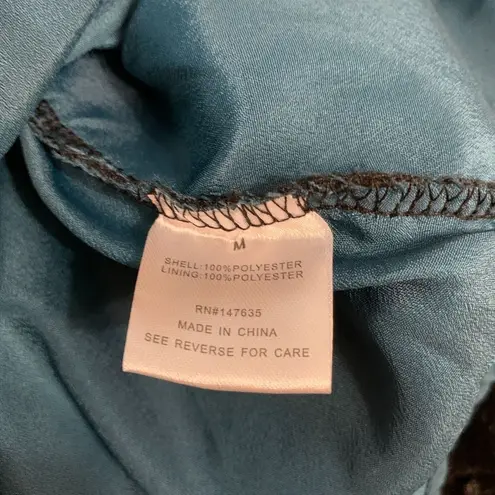 M
SHELL:100%POLYESTER
LINING:100%POLYESTER
RN#147635
MADE IN CHINA
SEE REVERSE FOR CARE